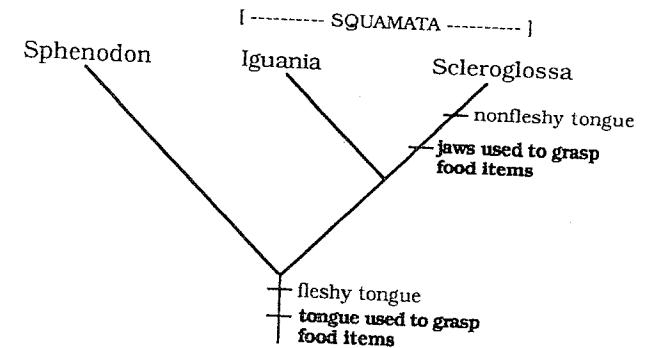 [ ---------- SQUAMATA ---------- ]
Sphenodon
Iguania
Scleroglossa
nonfleshy tongue
jaws used to grasp
food items
fleshy tongue
tongue used to grasp
food items